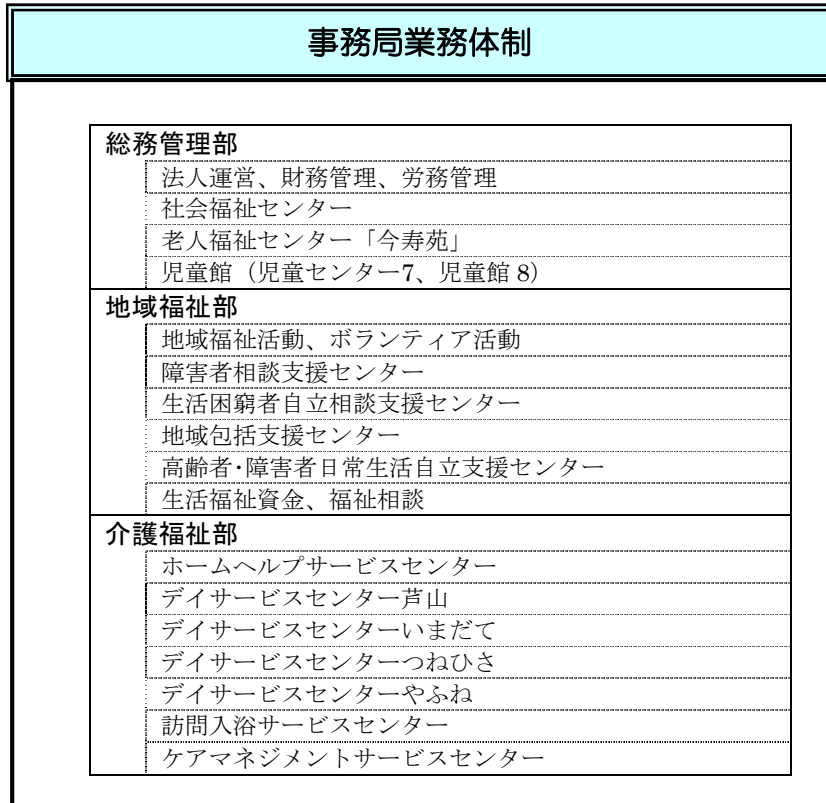 事務局業務体制
総務管理部
法人運営、財務管理、労務管理
社会福祉センター
老人福祉センター「今寿苑」
児童館（児童センター7、児童館 8）
地域福祉部
地域福祉活動、ボランティア活動
障害者相談支援センター
生活困窮者自立相談支援センター
地域包括支援センター
高齢者･障害者日常生活自立支援センター
生活福祉資金、福祉相談
介護福祉部
ホームヘルプサービスセンター
デイサービスセンター芦山
デイサービスセンターいまだて
デイサービスセンターつねひさ
デイサービスセンターやふね
訪問入浴サービスセンター
ケアマネジメントサービスセンター